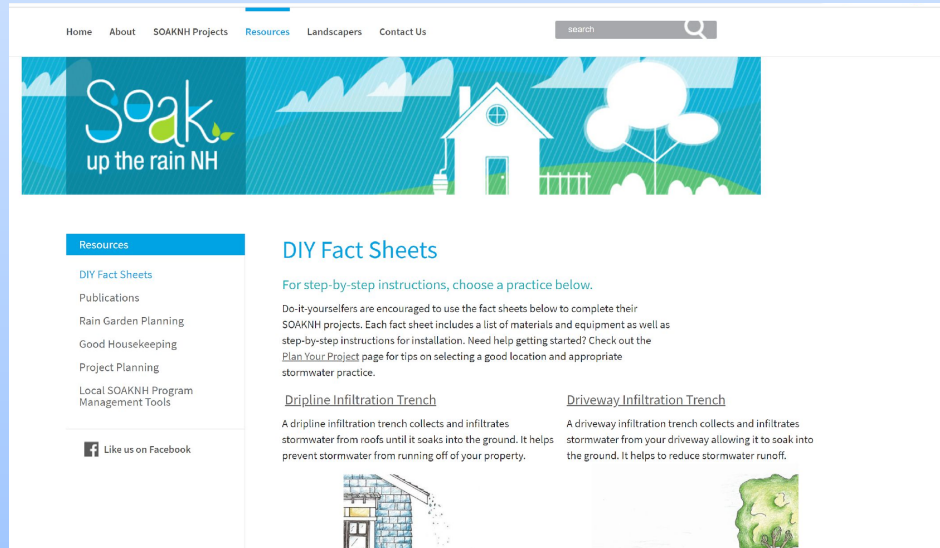 Home About SOAKNH Projects Resources Landscapers Contact Us
search
Soak
up the rain NH
Resources
DIY Fact Sheets
Publications
Rain Garden Planning
Good Housekeeping
Project Planning
Local SOAKNH Program
Management Tools
Like us on Facebook
DIY Fact Sheets
For step-by-step instructions, choose a practice below.
Do-it-yourselfers are encouraged to use the fact sheets below to complete their
SOAKNH projects. Each fact sheet includes a list of materials and equipment as well as
step-by-step instructions for installation. Need help getting started? Check out the
Plan Your Project page for tips on selecting a good location and appropriate
stormwater practice.
Dripline Infiltration Trench
A dripline infiltration trench collects and infiltrates
stormwater from roofs until it soaks into the ground. It helps
prevent stormwater from running off of your property.
Driveway Infiltration Trench
A driveway infiltration trench collects and infiltrates
stormwater from your driveway allowing it to soak into
the ground. It helps to reduce stormwater runoff.